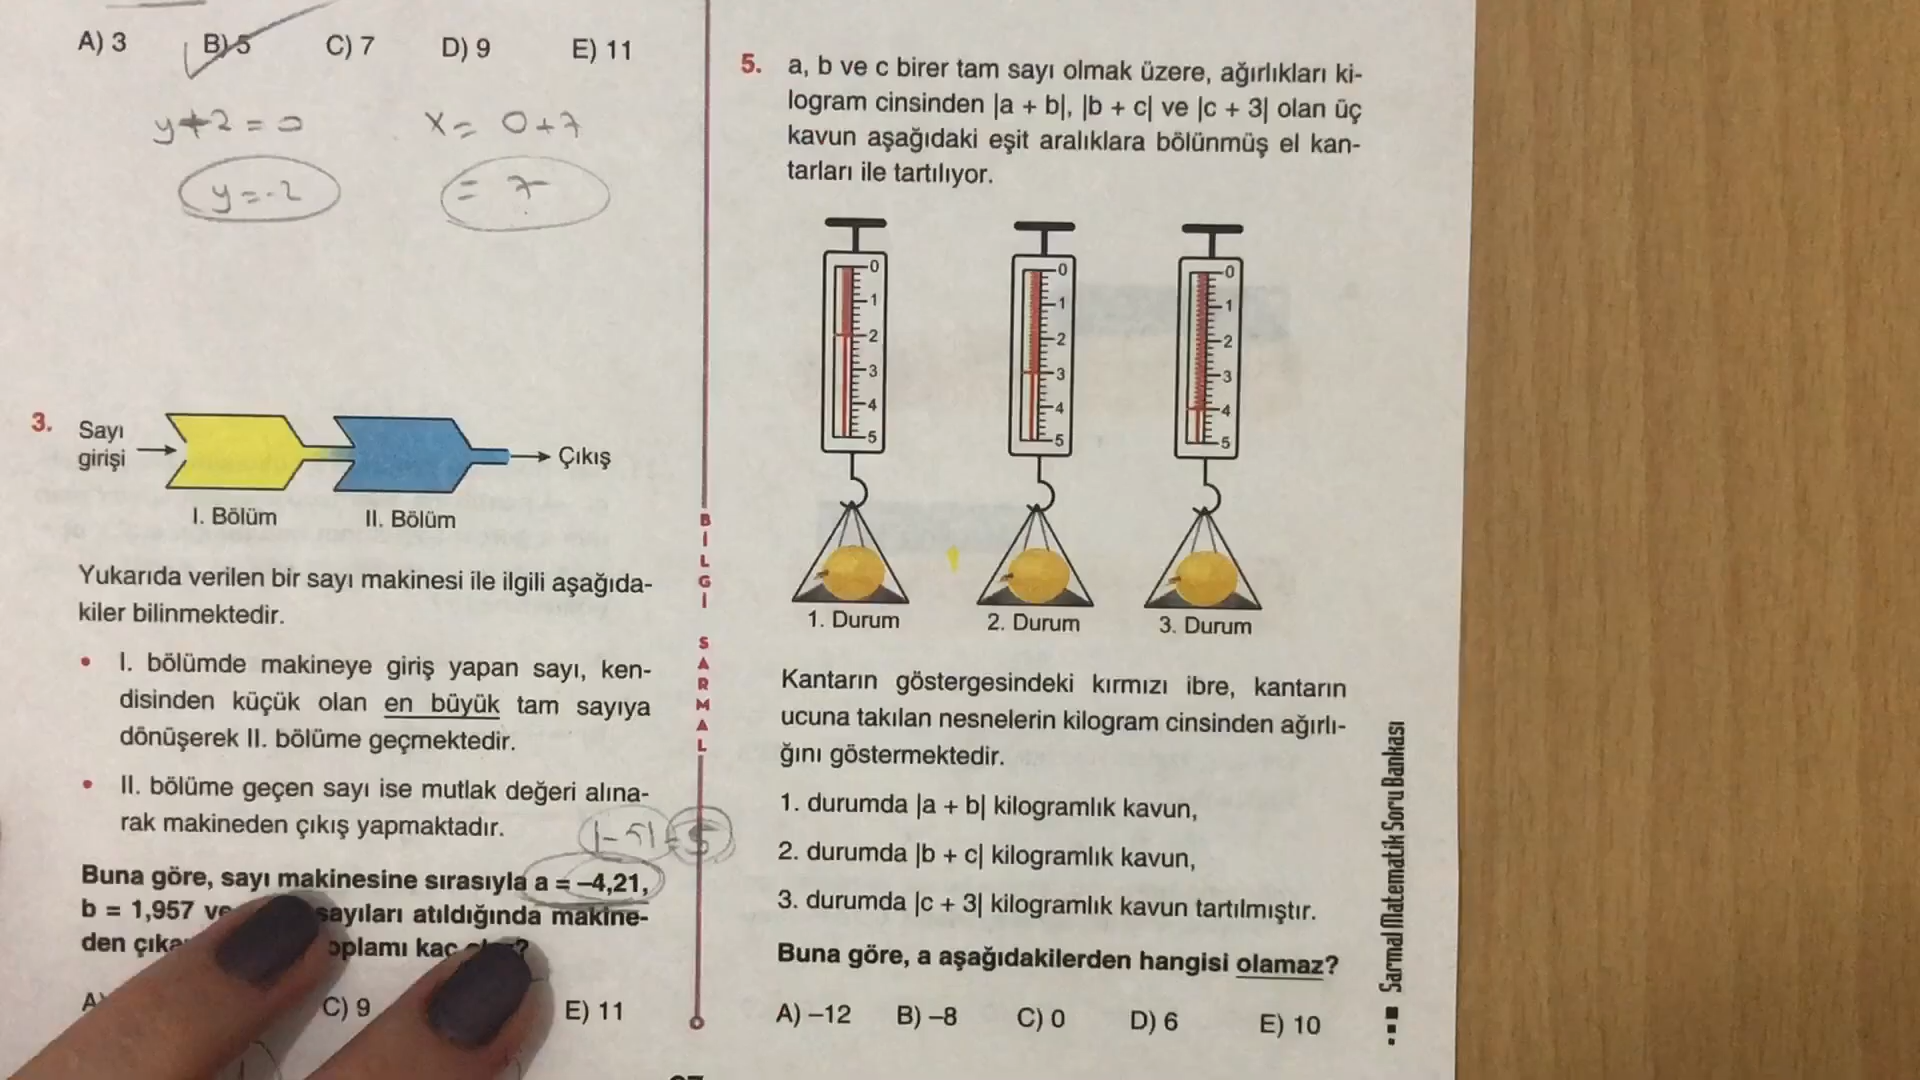 A) 3 B) 5 C) 7 D) 9 E) 11
y+2=0 x= 0+7
y=-2 = 7
3. Sayı
girişi
Çıkış
I. Bölüm II. Bölüm
Yukarıda verilen bir sayı makinesi ile ilgili aşağıda-
kiler bilinmektedir.
• I. bölümde makineye giriş yapan sayı, ken-
disinden küçük olan en büyük tam sayıya
dönüşerek II. bölüme geçmektedir.
• II. bölüme geçen sayı ise mutlak değeri alına-
rak makineden çıkış yapmaktadır.
|-5|=5
Buna göre, sayı makinesine sırasıyla a = –4,21,
b = 1,957 sayıları atıldığında makine-
den kaç
C) 9 E) 11
BİLGİ SARMAL
5. a, b ve c birer tam sayı olmak üzere, ağırlıkları ki-
logram cinsinden |a + b|, |b + c| ve |c + 3| olan üç
kavun aşağıdaki eşit aralıklara bölünmüş el kan-
tarları ile tartılıyor.
0 0 0
1 1 1
2 2 2
3 3 3
4 4 4
5 5 5
1. Durum 2. Durum 3. Durum
Kantarın göstergesindeki kırmızı ibre, kantarın
ucuna takılan nesnelerin kilogram cinsinden ağırlı-
ğını göstermektedir.
1. durumda |a + b| kilogramlık kavun,
2. durumda |b + c| kilogramlık kavun,
3. durumda |c + 3| kilogramlık kavun tartılmıştır.
Buna göre, a aşağıdakilerden hangisi olamaz?
A) –12 B) –8 C) 0 D) 6 E) 10
Sarmal Matematik Soru Bankası